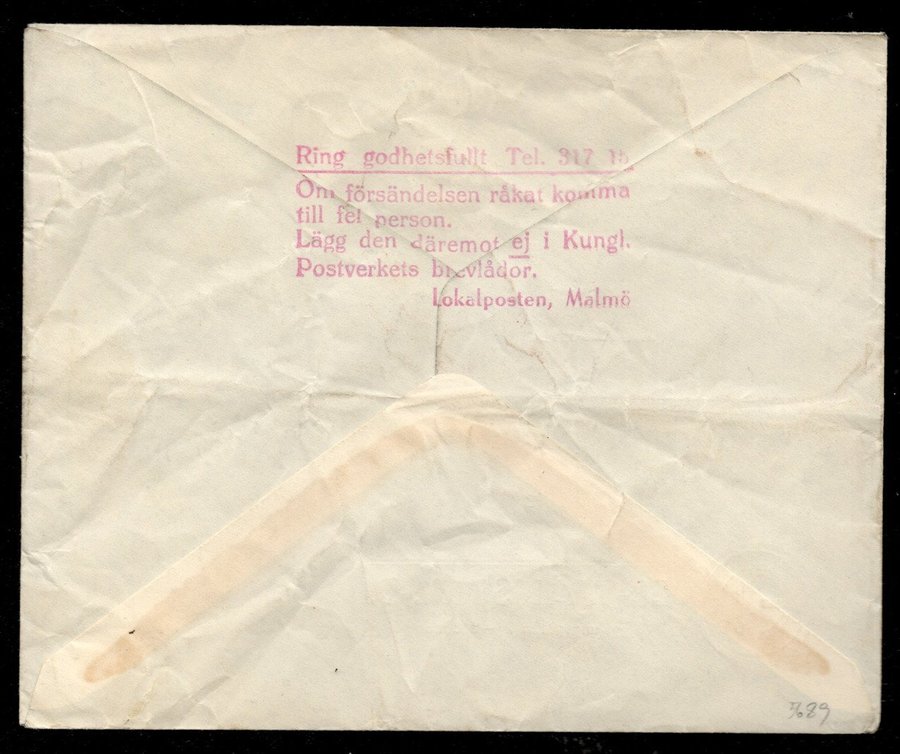 Ring godhetsfullt Tel. 317 15
Om försändelsen råkat komma
till fel person.
Lägg den däremot ej i Kungl.
Postverkets brevlådor.
Lokalposten, Malmö